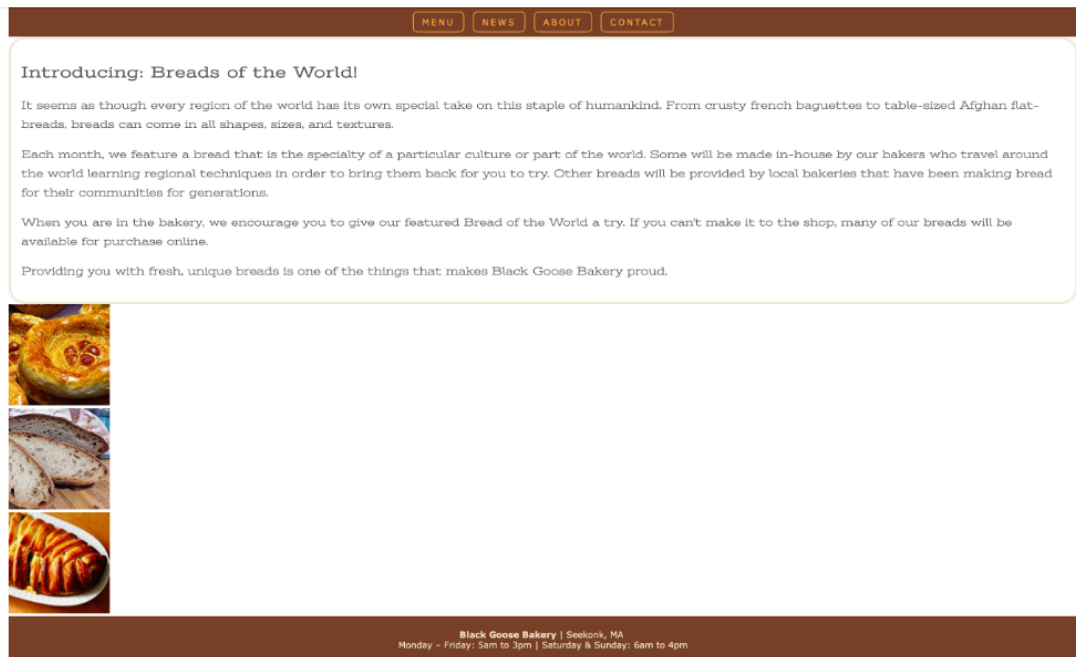 MENU NEWS ABOUT CONTACT
Introducing: Breads of the World!
It seems as though every region of the world has its own special take on this staple of humankind. From crusty french baguettes to table-sized Afghan flat-
breads, breads can come in all shapes, sizes, and textures.
Each month, we feature a bread that is the specialty of a particular culture or part of the world. Some will be made in-house by our bakers who travel around
the world learning regional techniques in order to bring them back for you to try. Other breads will be provided by local bakeries that have been making bread
for their communities for generations.
When you are in the bakery, we encourage you to give our featured Bread of the World a try. If you can't make it to the shop, many of our breads will be
available for purchase online.
Providing you with fresh, unique breads is one of the things that makes Black Goose Bakery proud.
Black Goose Bakery | Seekonk, MA
Monday – Friday: 5am to 3pm | Saturday & Sunday: 6am to 4pm